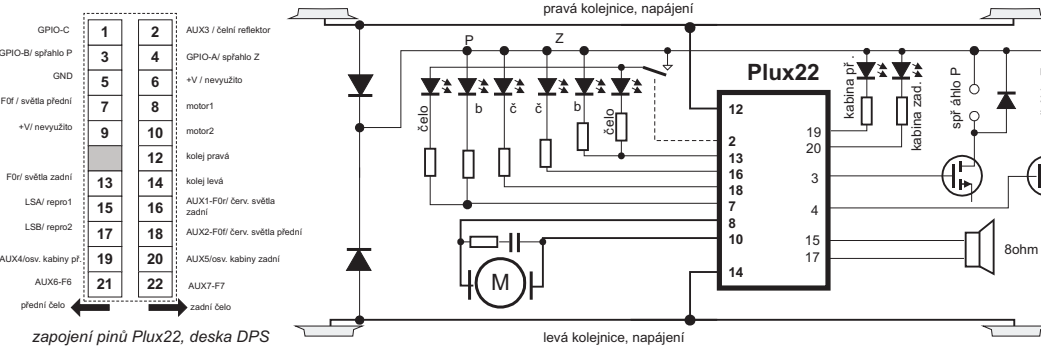 GPIO-C
1
2
AUX3 / čelní reflektor
GPIO-B/ spřahlo P
3
4
GPIO-A/ spřahlo Z
GND
5
6
+V / nevyužito
F0f / světla přední
7
8
motor1
+V/ nevyužito
9
10
motor2
12
kolej pravá
F0r/ světla zadní
13
14
kolej levá
LSA/ repro1
15
16
AUX1-F0r/ červ. světla
zadní
LSB/ repro2
17
18
AUX2-F0f/ červ. světla přední
AUX4/osv. kabiny př.
19
20
AUX5/osv. kabiny zadní
AUX6-F6
21
22
AUX7-F7
přední čelo
zadní čelo
zapojení pinů Plux22, deska DPS
pravá kolejnice, napájení
P
Z
čelo
b
č
č
b
čelo
Plux22
12
2
13
16
18
7
8
10
14
19
20
3
4
15
17
kabina př.
kabina zad.
spř áhlo P
M
8ohm
levá kolejnice, napájení